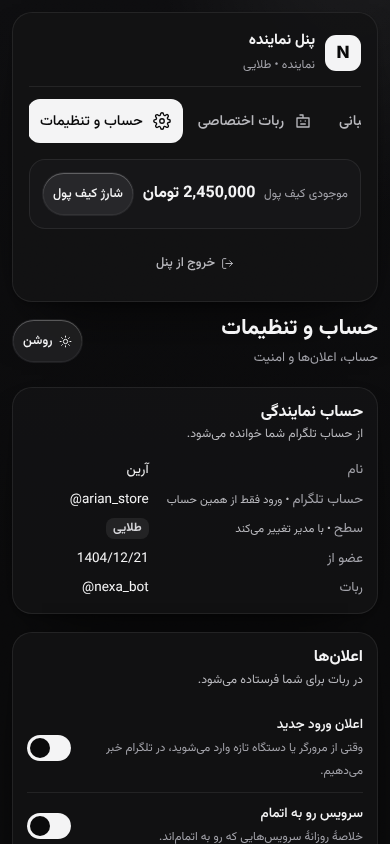 N
پنل نماینده
نماینده • طلایی
یبانی
ربات اختصاصی
حساب و تنظیمات
موجودی کیف پول
2,450,000 تومان
شارژ کیف پول
خروج از پنل
حساب و تنظیمات
حساب، اعلان‌ها و امنیت
روشن
حساب نمایندگی
از حساب تلگرام شما خوانده می‌شود.
نام آرین
حساب تلگرام • ورود فقط از همین حساب @arian_store
سطح • با مدیر تغییر می‌کند طلایی
عضو از 1404/12/21
ربات @nexa_bot
اعلان‌ها
در ربات برای شما فرستاده می‌شود.
اعلان ورود جدید
وقتی از مرورگر یا دستگاه تازه وارد می‌شوید، در تلگرام خبر
می‌دهیم.
سرویس رو به اتمام
خلاصهٔ روزانهٔ سرویس‌هایی که رو به اتمام‌اند.